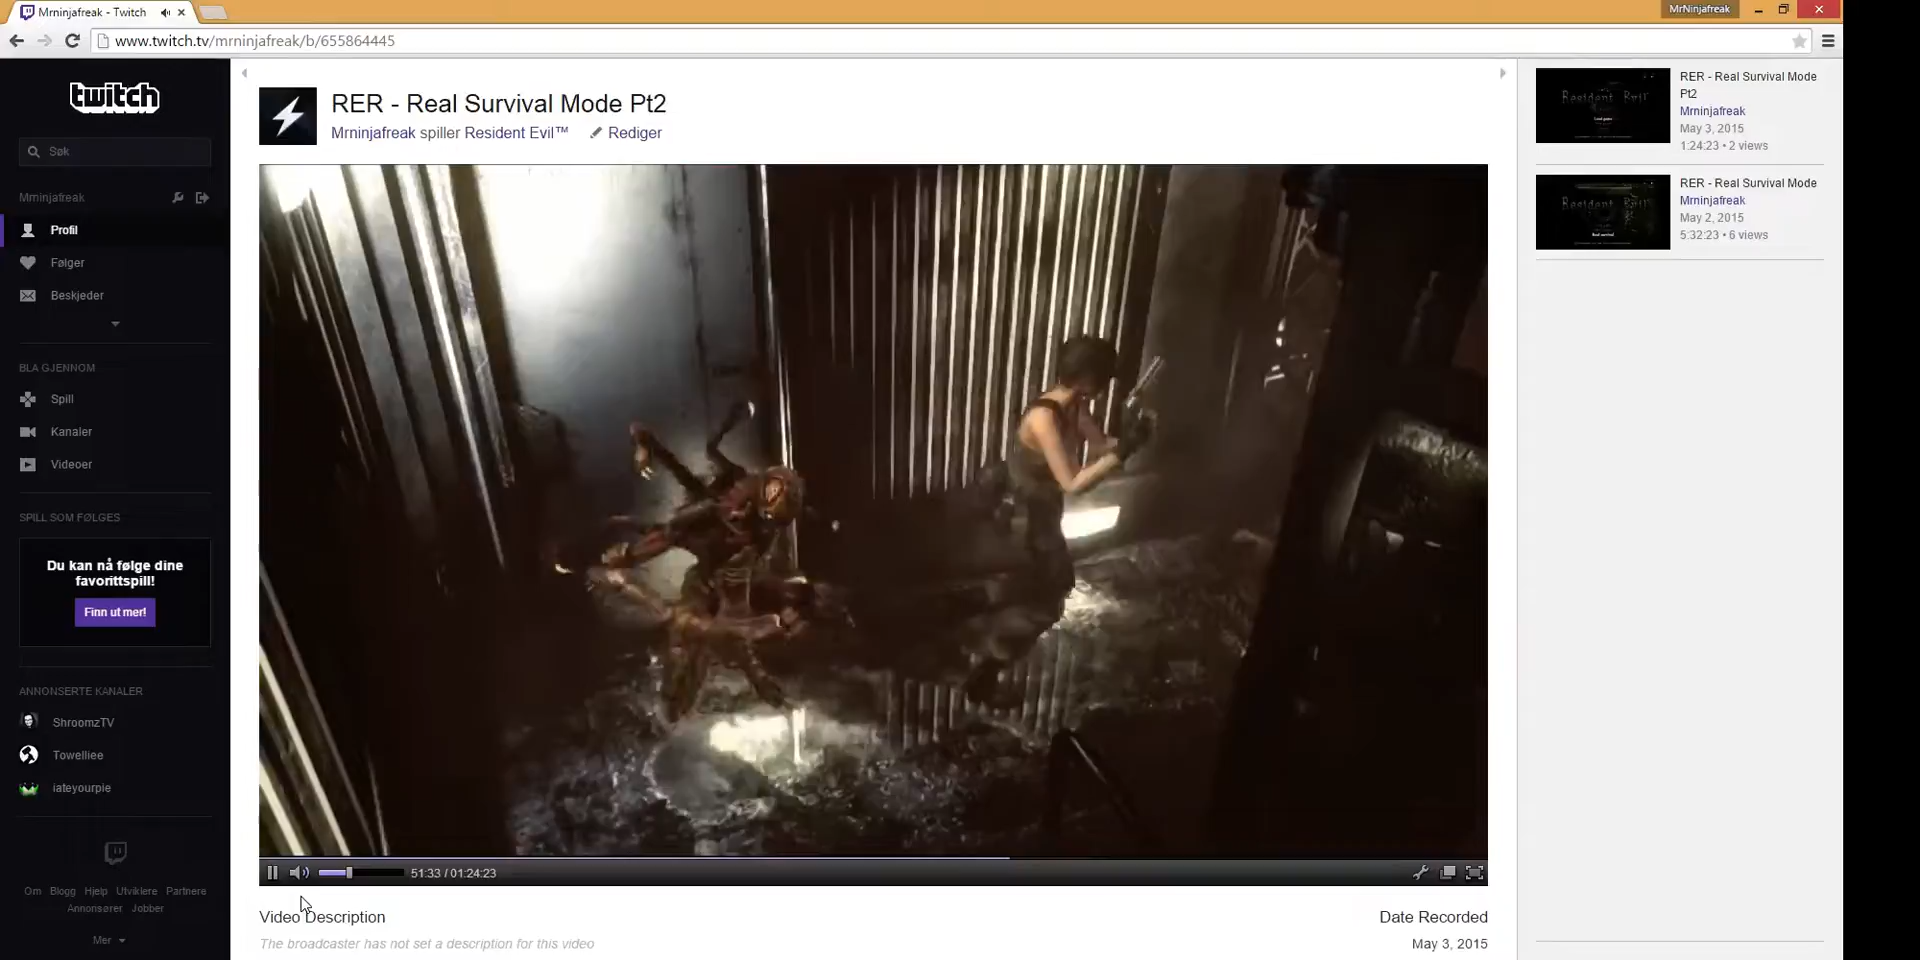 Mrninjafreak - Twitch
MrNinjafreak
www.twitch.tv/mrninjafreak/b/655864445
twitch
Søk
Mrninjafreak
Profil
Følger
Beskjeder
BLA GJENNOM
Spill
Kanaler
Videoer
SPILL SOM FØLGES
Du kan nå følge dine
favorittspill!
Finn ut mer!
ANNONSERTE KANALER
ShroomzTV
Towelliee
iateyourpie
Om Blogg Hjelp Utviklere Partnere
Annonsører Jobber
Mer
RER - Real Survival Mode Pt2
Mrninjafreak spiller Resident Evil™ Rediger
51:33 / 01:24:23
Video Description
The broadcaster has not set a description for this video
Date Recorded
May 3, 2015
Resident Evil
RER - Real Survival Mode
Pt2
Mrninjafreak
May 3, 2015
1:24:23 • 2 views
Resident Evil
RER - Real Survival Mode
Mrninjafreak
May 2, 2015
5:32:23 • 6 views